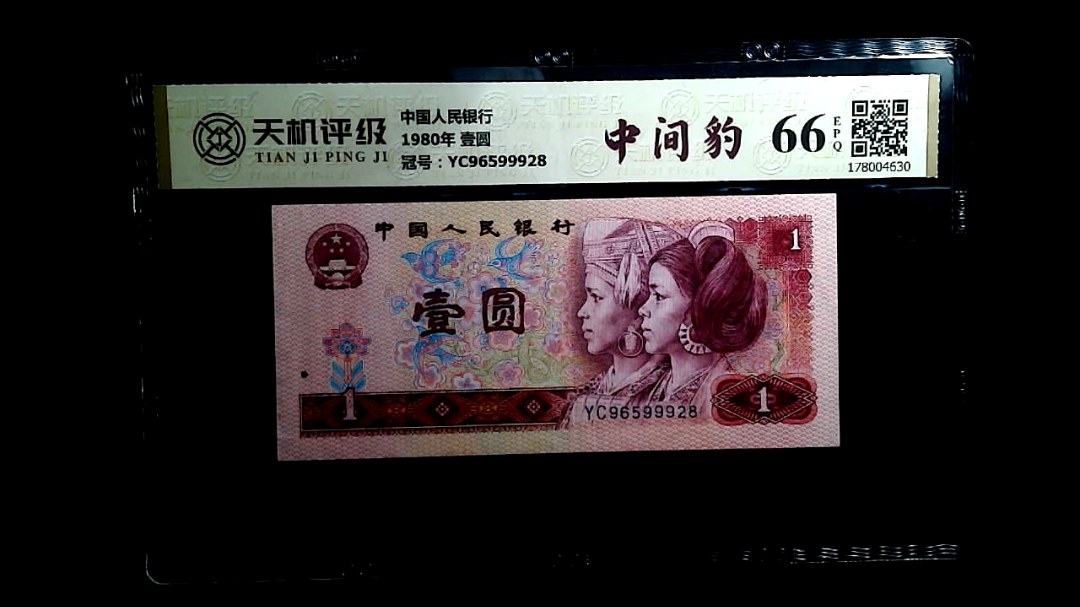 天机评级
TIAN JI PING JI
中国人民银行
1980年 壹圆
冠号：YC96599928
中间豹
66
EPQ
178004630
中国人民银行
1
壹圆
1
YC96599928
1